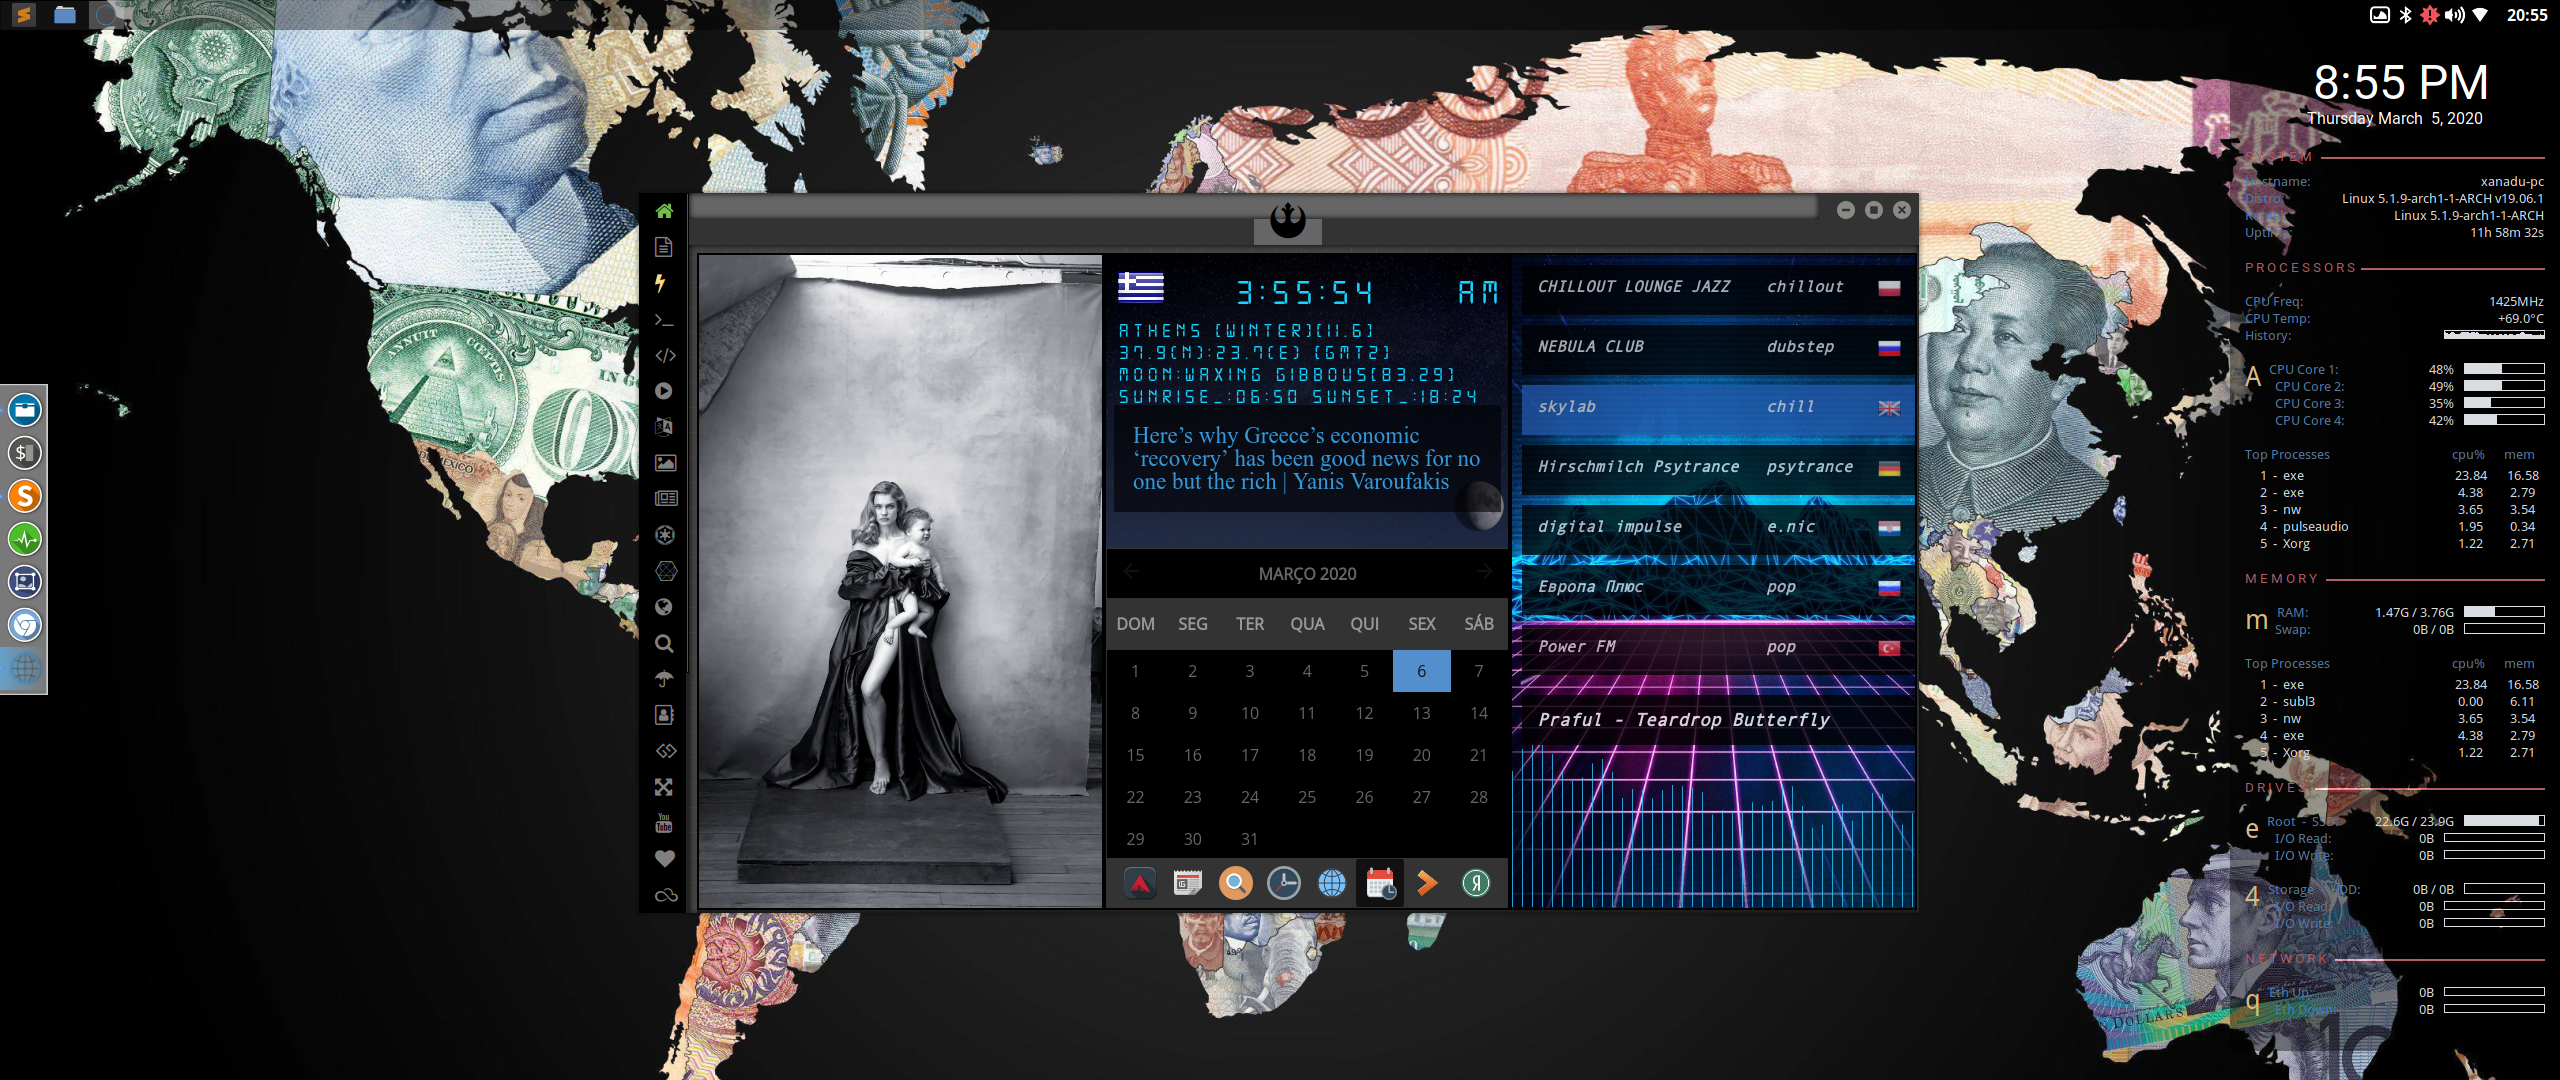 20:55
8:55 PM
Thursday March 5, 2020
SYSTEM
Hostname: xanadu-pc
Distro: Linux 5.1.9-arch1-1-ARCH v19.06.1
Linux 5.1.9-arch1-1-ARCH
Uptime: 11h 58m 32s
PROCESSORS
CPU Freq: 1425MHz
CPU Temp: +69.0°C
History:
A CPU Core 1: 48%
CPU Core 2: 49%
CPU Core 3: 35%
CPU Core 4: 42%
Top Processes cpu% mem
1 - exe 23.84 16.58
2 - exe 4.38 2.79
3 - nw 3.65 3.54
4 - pulseaudio 1.95 0.34
5 - Xorg 1.22 2.71
MEMORY
m RAM: 1.47G / 3.76G
Swap: 0B / 0B
Top Processes cpu% mem
1 - exe 23.84 16.58
2 - subl3 0.00 6.11
3 - nw 3.65 3.54
4 - exe 4.38 2.79
5 - Xorg 1.22 2.71
DRIVES
e Root - SSD: 22.6G / 23.9G
I/O Read: 0B
I/O Write: 0B
4 Storage HDD: 0B / 0B
I/O Read: 0B
I/O Write: 0B
NETWORK
q Eth Up: 0B
Eth Down: 0B
3:55:54 AM
ATHENS (WINTER)(11.6)
37.9(N):23.7(E) (GMT2)
MOON:WAXING GIBBOUS(83.29)
SUNRISE_:06:50 SUNSET_:18:24
Here’s why Greece’s economic
‘recovery’ has been good news for no
one but the rich | Yanis Varoufakis
MARÇO 2020
DOM SEG TER QUA QUI SEX SÁB
1 2 3 4 5 6 7
8 9 10 11 12 13 14
15 16 17 18 19 20 21
22 23 24 25 26 27 28
29 30 31
CHILLOUT LOUNGE JAZZ chillout
NEBULA CLUB dubstep
skylab chill
Hirschmilch Psytrance psytrance
digital impulse e.nic
Европа Плюс pop
Power FM pop
Praful - Teardrop Butterfly
You
Tube
ANNUIT CŒPTIS
IN G
MEXICO
DOLLARS